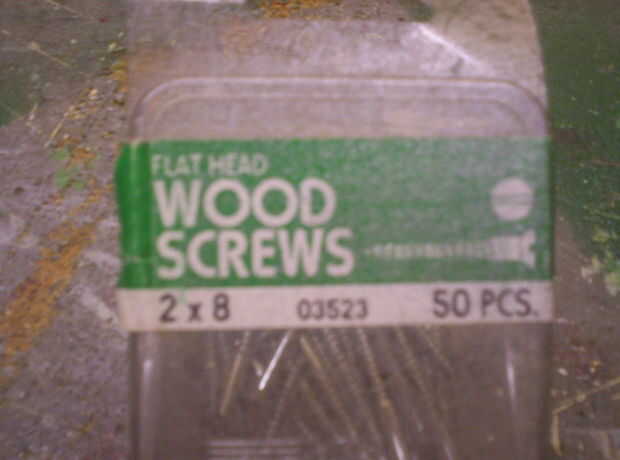 FLAT HEAD
WOOD
SCREWS
2 x 8 03523 50 PCS.